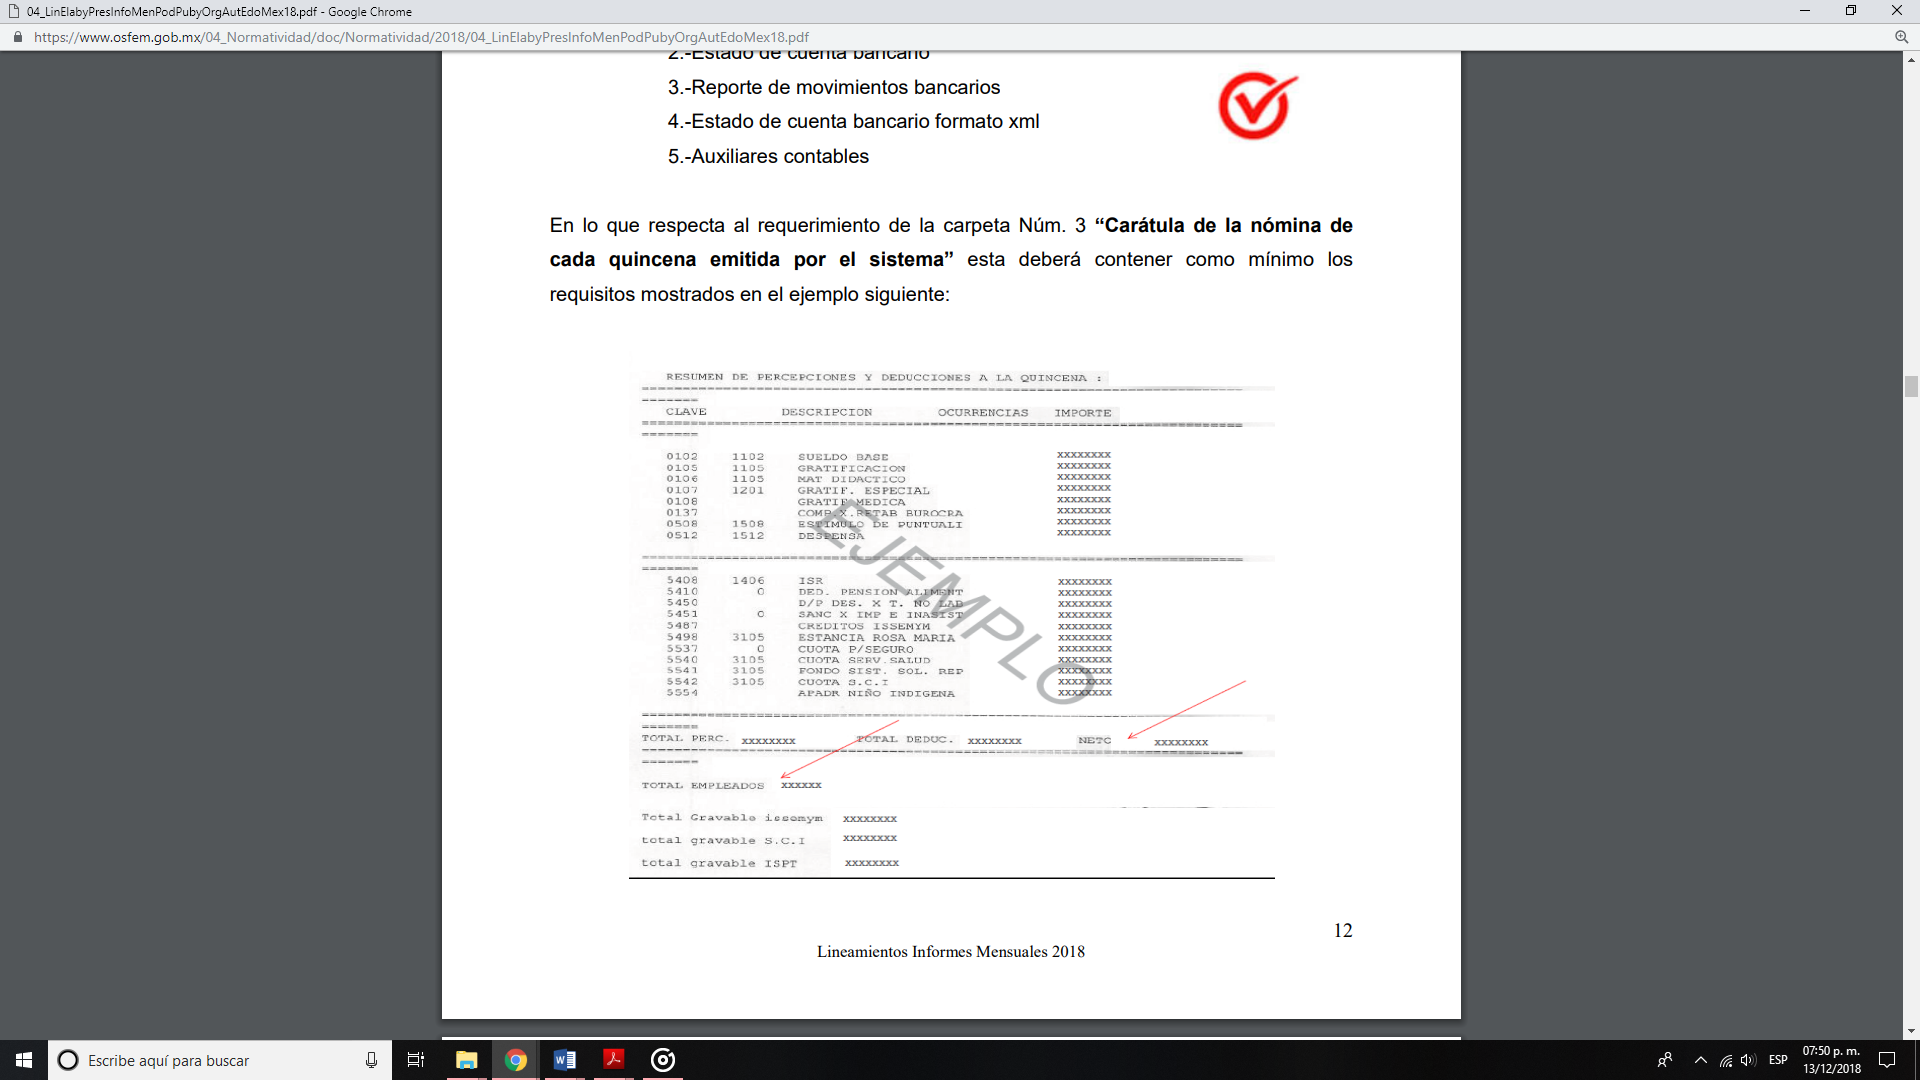 04_LinElabyPresInfoMenPodPubyOrgAutEdoMex18.pdf - Google Chrome
https://www.osfem.gob.mx/04_Normatividad/doc/Normatividad/2018/04_LinElabyPresInfoMenPodPubyOrgAutEdoMex18.pdf
2.-Estado de cuenta bancario
3.-Reporte de movimientos bancarios
4.-Estado de cuenta bancario formato xml
5.-Auxiliares contables
En lo que respecta al requerimiento de la carpeta Núm. 3 “Carátula de la nómina de
cada quincena emitida por el sistema” esta deberá contener como mínimo los
requisitos mostrados en el ejemplo siguiente:
RESUMEN DE PERCEPCIONES Y DEDUCCIONES A LA QUINCENA :
CLAVE DESCRIPCION OCURRENCIAS IMPORTE
0102 1102 SUELDO BASE xxxxxxxx
0105 1105 GRATIFICACION xxxxxxxx
0106 1105 MAT DIDACTICO xxxxxxxx
0107 1201 GRATIF. ESPECIAL xxxxxxxx
0108 GRATIF MEDICA xxxxxxxx
0137 COMP.X.RETAB BUROCRA xxxxxxxx
0508 1508 ESTIMULO DE PUNTUALI xxxxxxxx
0512 1512 DESPENSA xxxxxxxx
EJEMPLO
5408 1406 ISR xxxxxxxx
5410 0 DED. PENSION ALIMENT xxxxxxxx
5450 D/P DES. X T. NO LAB xxxxxxxx
5451 0 SANC X IMP E INASIST xxxxxxxx
5487 CREDITOS ISSEMYM xxxxxxxx
5498 3105 ESTANCIA ROSA MARIA xxxxxxxx
5537 0 CUOTA P/SEGURO xxxxxxxx
5540 3105 CUOTA SERV.SALUD xxxxxxxx
5541 3105 FONDO SIST. SOL. REP xxxxxxxx
5542 3105 CUOTA S.C.I xxxxxxxx
5554 APADR NIÑO INDIGENA xxxxxxxx
TOTAL PERC. xxxxxxxx TOTAL DEDUC. xxxxxxxx NETO xxxxxxxx
TOTAL EMPLEADOS xxxxxx
Total Gravable issemym xxxxxxxx
total gravable S.C.I xxxxxxxx
total gravable ISPT xxxxxxxx
12
Lineamientos Informes Mensuales 2018
Escribe aquí para buscar
ESP
07:50 p. m.
13/12/2018